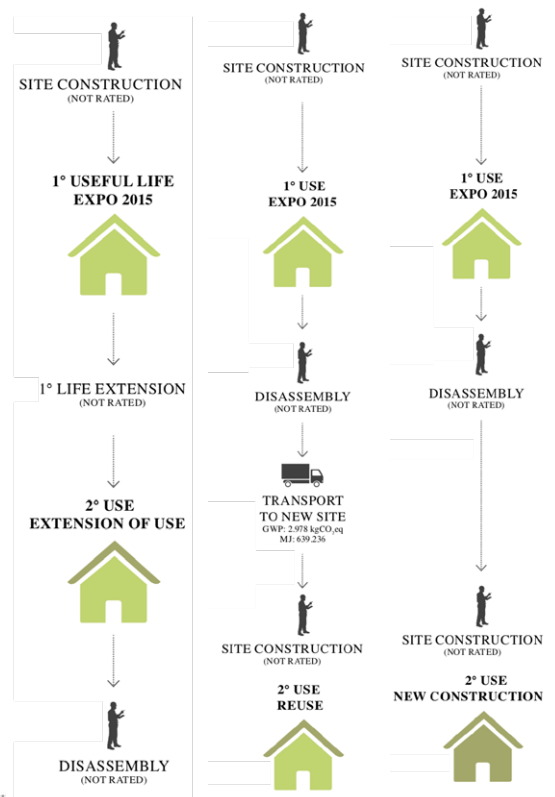 SITE CONSTRUCTION
(NOT RATED)
1° USEFUL LIFE
EXPO 2015
1° LIFE EXTENSION
(NOT RATED)
2° USE
EXTENSION OF USE
DISASSEMBLY
(NOT RATED)
SITE CONSTRUCTION
(NOT RATED)
1° USE
EXPO 2015
DISASSEMBLY
(NOT RATED)
TRANSPORT
TO NEW SITE
GWP: 2.978 kgCO₂eq
MJ: 639.236
SITE CONSTRUCTION
(NOT RATED)
2° USE
REUSE
SITE CONSTRUCTION
(NOT RATED)
1° USE
EXPO 2015
DISASSEMBLY
(NOT RATED)
SITE CONSTRUCTION
(NOT RATED)
2° USE
NEW CONSTRUCTION